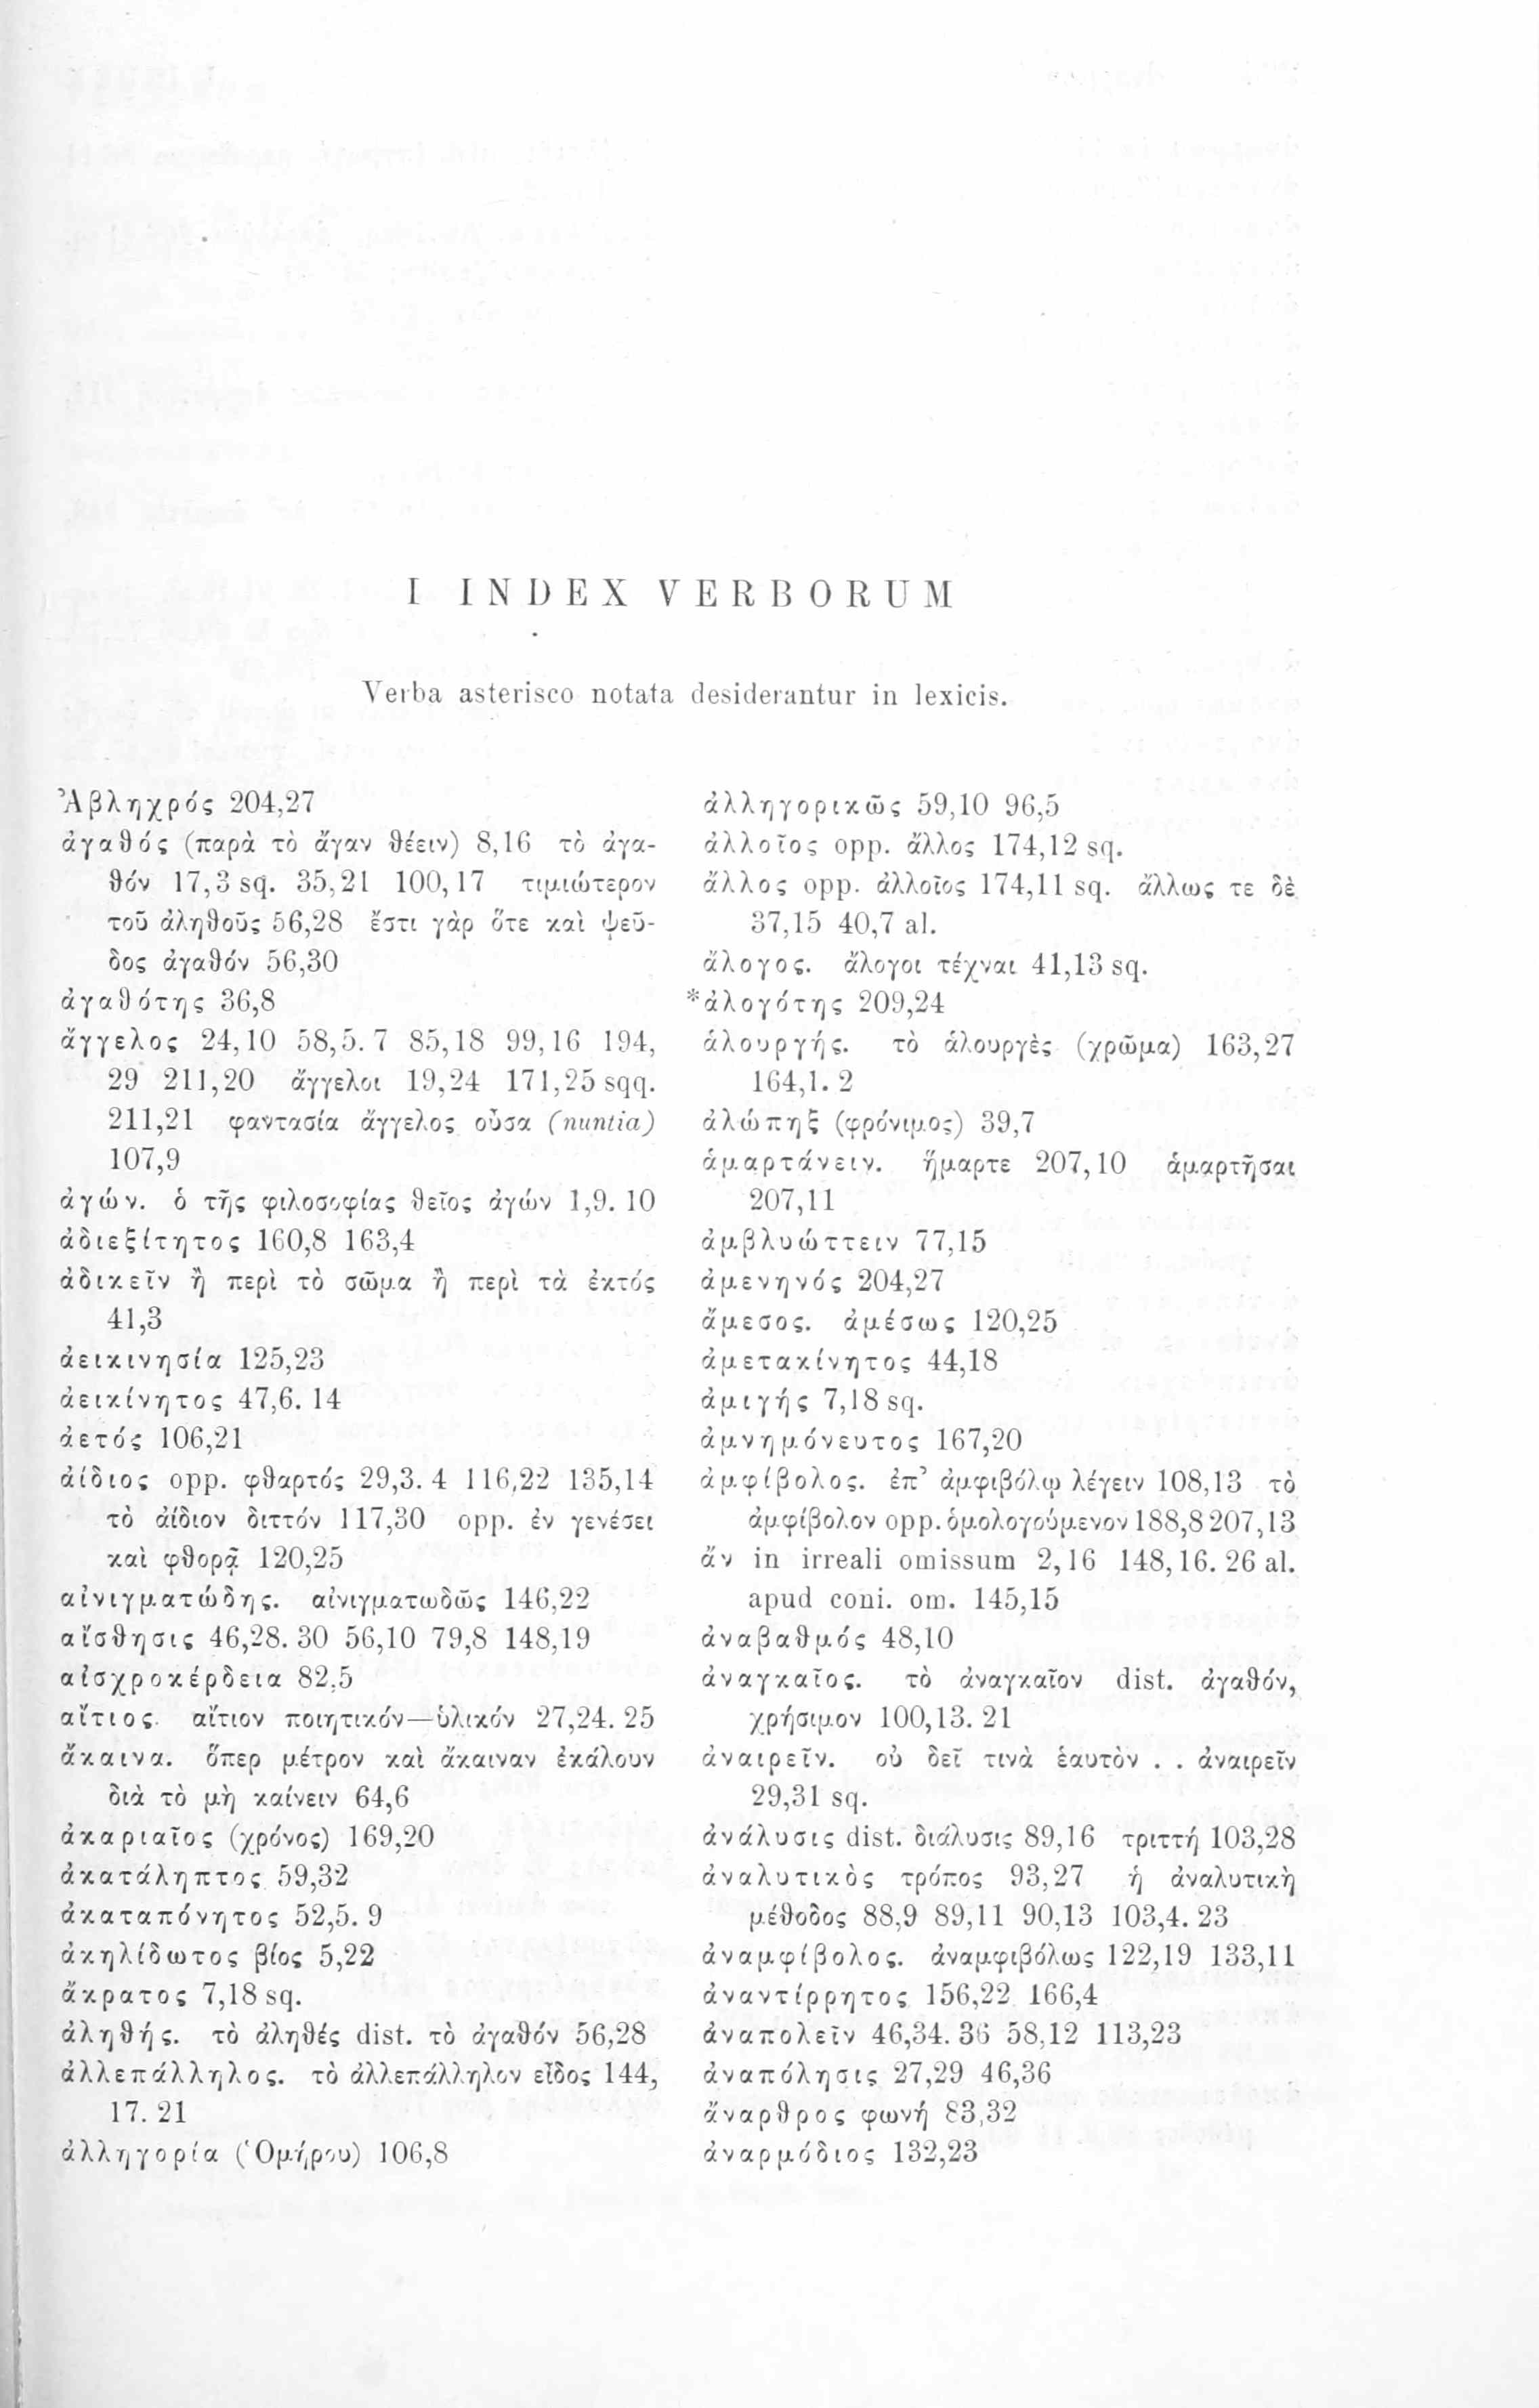 I INDEX VERBORUM
Verba asterisco notata desiderantur in lexicis.
Ἀβληχρός 204,27
ἀγαθός (παρὰ τὸ ἄγαν θέειν) 8,16 τὸ ἀγα-
θόν 17,3 sq. 35,21 100,17 τιμιώτερον
τοῦ ἀληθοῦς 56,28 ἔστι γὰρ ὅτε καὶ ψεῦ-
δος ἀγαθόν 56,30
ἀγαθότης 36,8
ἄγγελος 24,10 58,5. 7 85,18 99,16 194,
29 211,20 ἄγγελοι 19,24 171,25 sqq.
211,21 φαντασία ἄγγελος οὖσα (nuntia)
107,9
ἀγών. ὁ τῆς φιλοσοφίας θεῖος ἀγών 1,9. 10
ἀδιεξίτητος 160,8 163,4
ἀδικεῖν ἢ περὶ τὸ σῶμα ἢ περὶ τὰ ἐκτός
41,3
ἀεικινησία 125,23
ἀεικίνητος 47,6. 14
ἀετός 106,21
ἀίδιος opp. φθαρτός 29,3. 4 116,22 135,14
τὸ ἀίδιον διττόν 117,30 opp. ἐν γενέσει
καὶ φθορᾷ 120,25
αἰνιγματώδης. αἰνιγματωδῶς 146,22
αἴσθησις 46,28. 30 56,10 79,8 148,19
αἰσχροκέρδεια 82,5
αἴτιος. αἴτιον ποιητικόν—ὑλικόν 27,24. 25
ἄκαινα. ὅπερ μέτρον καὶ ἄκαιναν ἐκάλουν
διὰ τὸ μὴ καίνειν 64,6
ἀκαριαῖος (χρόνος) 169,20
ἀκατάληπτος 59,32
ἀκαταπόνητος 52,5. 9
ἀκηλίδωτος βίος 5,22
ἄκρατος 7,18 sq.
ἀληθής. τὸ ἀληθές dist. τὸ ἀγαθόν 56,28
ἀλλεπάλληλος. τὸ ἀλλεπάλληλον εἶδος 144,
17. 21
ἀλληγορία (Ὁμήρου) 106,8
ἀλληγορικῶς 59,10 96,5
ἀλλοῖος opp. ἄλλος 174,12 sq.
ἄλλος opp. ἀλλοῖος 174,11 sq. ἄλλως τε δὲ
37,15 40,7 al.
ἄλογος. ἄλογοι τέχναι 41,13 sq.
*ἀλογότης 209,24
ἁλουργής. τὸ ἁλουργὲς (χρῶμα) 163,27
164,1. 2
ἀλώπηξ (φρόνιμος) 39,7
ἁμαρτάνειν. ἥμαρτε 207,10 ἁμαρτῆσαι
207,11
ἀμβλυώττειν 77,15
ἀμενηνός 204,27
ἄμεσος. ἀμέσως 120,25
ἀμετακίνητος 44,18
ἀμιγής 7,18 sq.
ἀμνημόνευτος 167,20
ἀμφίβολος. ἐπ’ ἀμφιβόλῳ λέγειν 108,13 τὸ
ἀμφίβολον opp. ὁμολογούμενον 188,8 207,13
ἄν in irreali omissum 2,16 148,16. 26 al.
apud coni. om. 145,15
ἀναβαθμός 48,10
ἀναγκαῖος. τὸ ἀναγκαῖον dist. ἀγαθόν,
χρήσιμον 100,13. 21
ἀναιρεῖν. οὐ δεῖ τινὰ ἑαυτὸν . . ἀναιρεῖν
29,31 sq.
ἀνάλυσις dist. διάλυσις 89,16 τριττή 103,28
ἀναλυτικὸς τρόπος 93,27 ἡ ἀναλυτικὴ
μέθοδος 88,9 89,11 90,13 103,4. 23
ἀναμφίβολος. ἀναμφιβόλως 122,19 133,11
ἀναντίρρητος 156,22 166,4
ἀναπολεῖν 46,34. 36 58,12 113,23
ἀναπόλησις 27,29 46,36
ἄναρθρος φωνή 83,32
ἀναρμόδιος 132,23